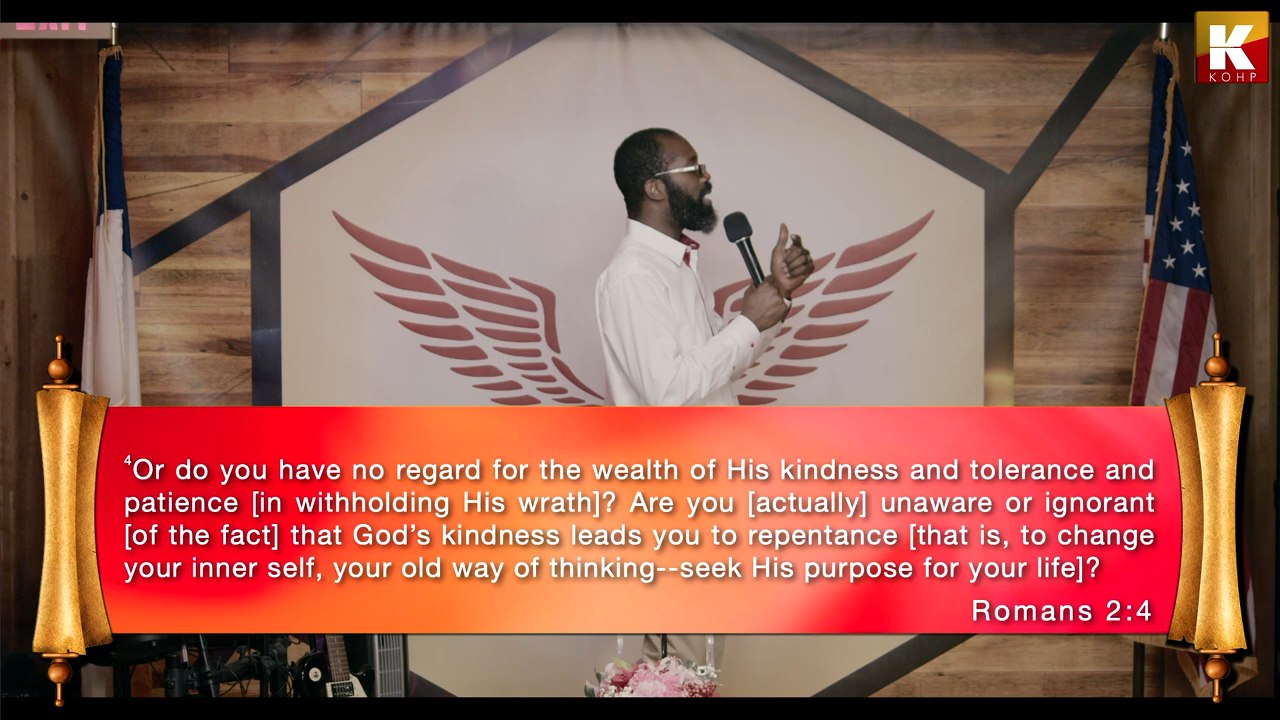 EXIT
K
KOHP
⁴Or do you have no regard for the wealth of His kindness and tolerance and
patience [in withholding His wrath]? Are you [actually] unaware or ignorant
[of the fact] that God’s kindness leads you to repentance [that is, to change
your inner self, your old way of thinking--seek His purpose for your life]?
Romans 2:4